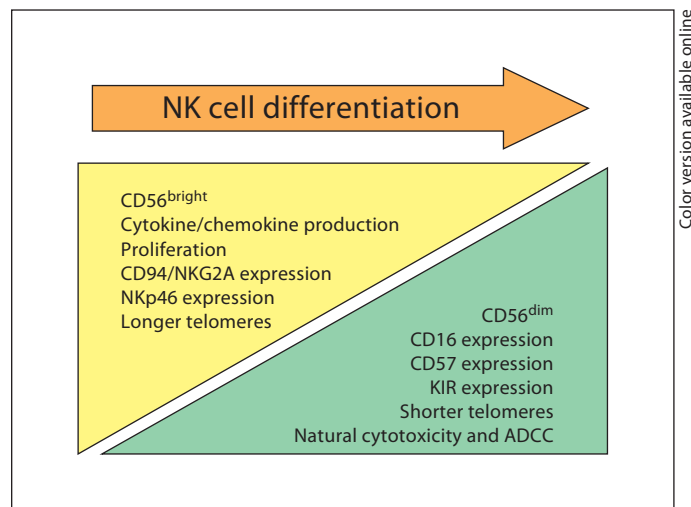 NK cell differentiation
CD56bright
Cytokine/chemokine production
Proliferation
CD94/NKG2A expression
NKp46 expression
Longer telomeres
CD56dim
CD16 expression
CD57 expression
KIR expression
Shorter telomeres
Natural cytotoxicity and ADCC
Color version available online